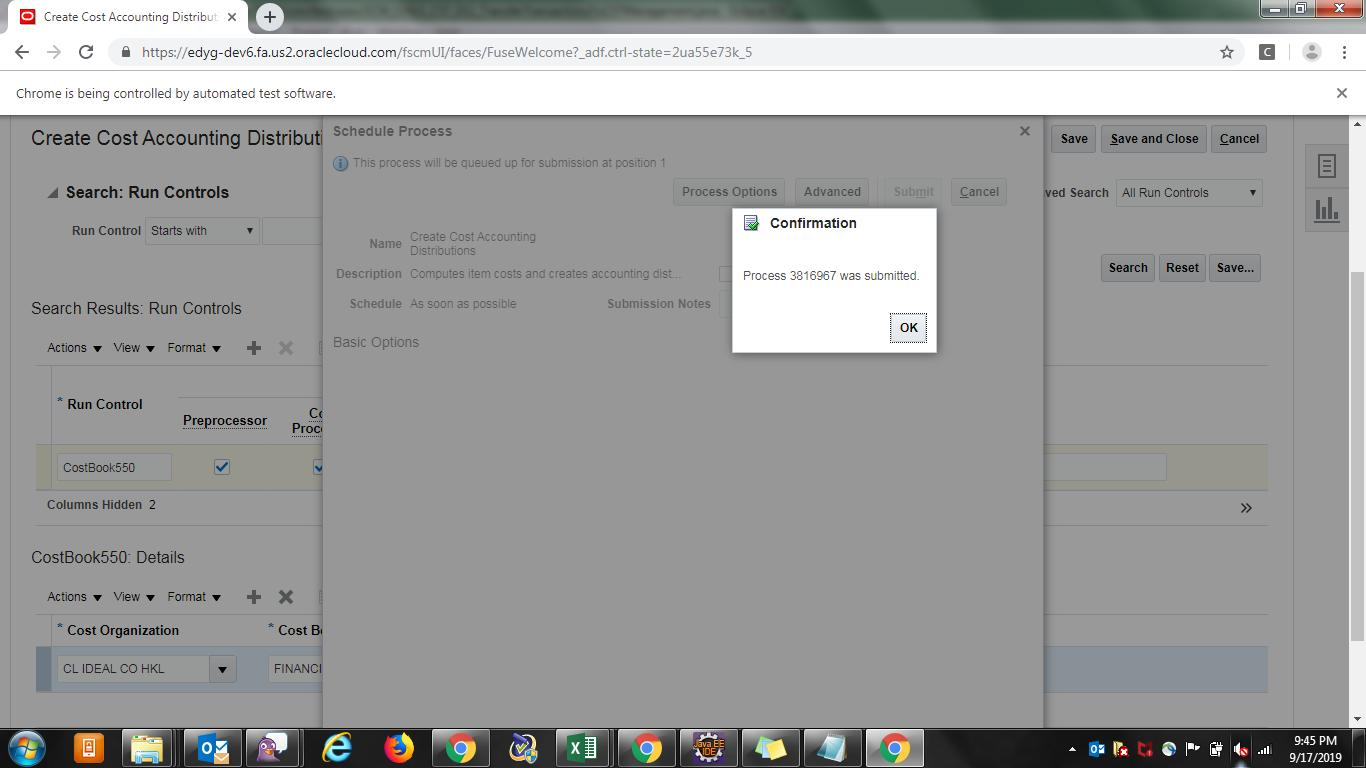 Create Cost Accounting Distribut
https://edyg-dev6.fa.us2.oraclecloud.com/fscmUI/faces/FuseWelcome?_adf.ctrl-state=2ua55e73k_5
C
Chrome is being controlled by automated test software.
Create Cost Accounting Distributi
Schedule Process
Save
Save and Close
Cancel
This process will be queued up for submission at position 1
Process Options
Advanced
Submit
Cancel
Search: Run Controls
ved Search
All Run Controls
Run Control
Starts with
Confirmation
Name
Create Cost Accounting
Distributions
Description
Computes item costs and creates accounting dist...
Process 3816967 was submitted.
Search
Reset
Save...
Schedule
As soon as possible
Submission Notes
Search Results: Run Controls
OK
Basic Options
Actions
View
Format
* Run Control
Preprocessor
Co
Proce
CostBook550
Columns Hidden 2
CostBook550: Details
Actions
View
Format
* Cost Organization
* Cost Bo
CL IDEAL CO HKL
FINANCI
Java EE
IDE
9:45 PM
9/17/2019